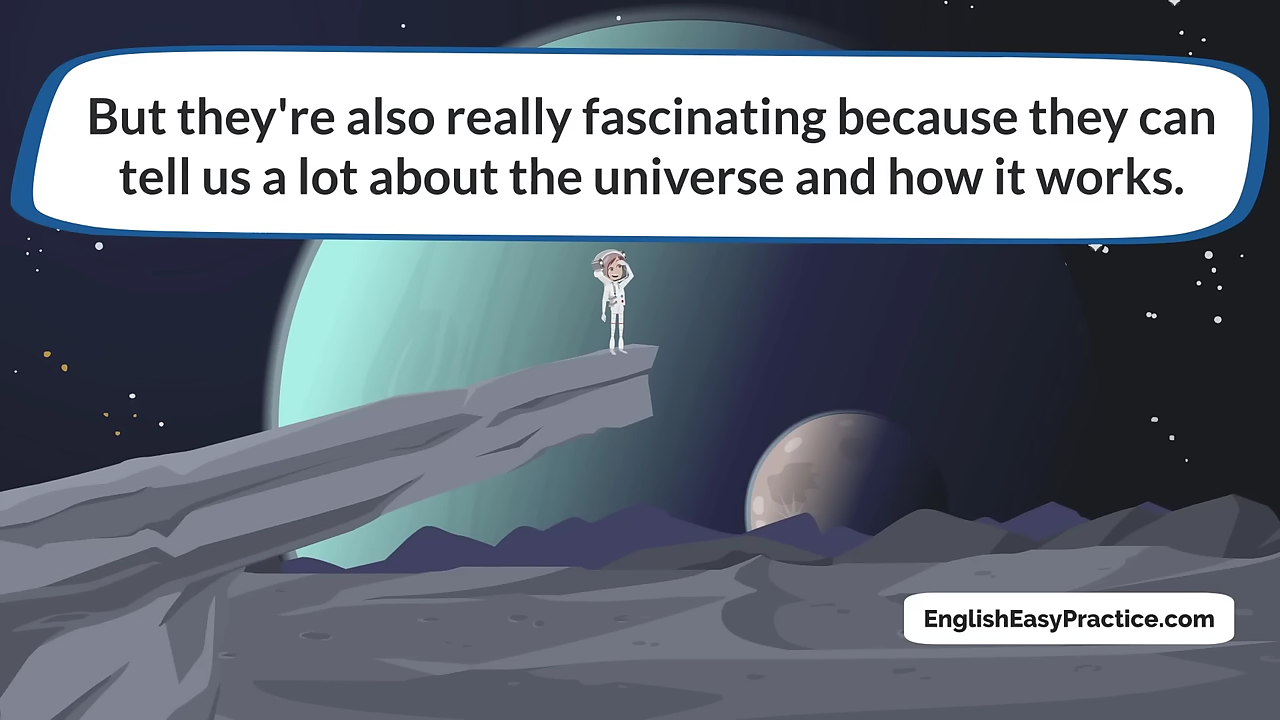 But they're also really fascinating because they can
tell us a lot about the universe and how it works.
EnglishEasyPractice.com